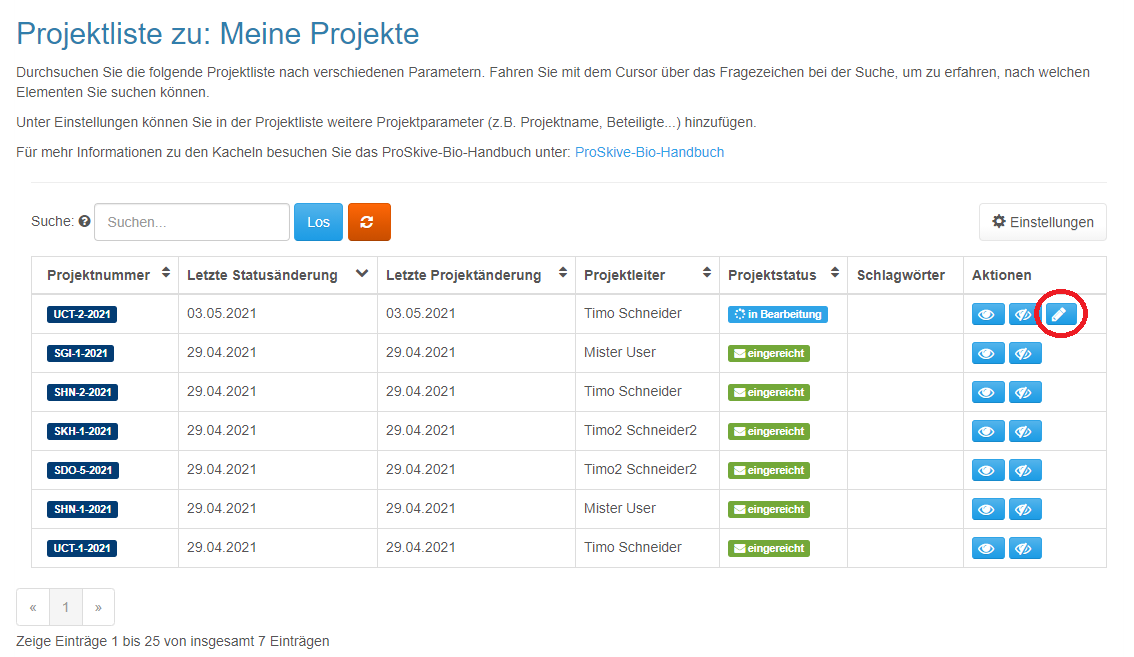 Projektliste zu: Meine Projekte
Durchsuchen Sie die folgende Projektliste nach verschiedenen Parametern. Fahren Sie mit dem Cursor über das Fragezeichen bei der Suche, um zu erfahren, nach welchen
Elementen Sie suchen können.
Unter Einstellungen können Sie in der Projektliste weitere Projektparameter (z.B. Projektname, Beteiligte...) hinzufügen.
Für mehr Informationen zu den Kacheln besuchen Sie das ProSkive-Bio-Handbuch unter: ProSkive-Bio-Handbuch
Suche: Suchen... Los Einstellungen
Projektnummer Letzte Statusänderung Letzte Projektänderung Projektleiter Projektstatus Schlagwörter Aktionen
UCT-2-2021 03.05.2021 03.05.2021 Timo Schneider in Bearbeitung
SGI-1-2021 29.04.2021 29.04.2021 Mister User eingereicht
SHN-2-2021 29.04.2021 29.04.2021 Timo Schneider eingereicht
SKH-1-2021 29.04.2021 29.04.2021 Timo2 Schneider2 eingereicht
SDO-5-2021 29.04.2021 29.04.2021 Timo2 Schneider2 eingereicht
SHN-1-2021 29.04.2021 29.04.2021 Mister User eingereicht
UCT-1-2021 29.04.2021 29.04.2021 Timo Schneider eingereicht
« 1 »
Zeige Einträge 1 bis 25 von insgesamt 7 Einträgen